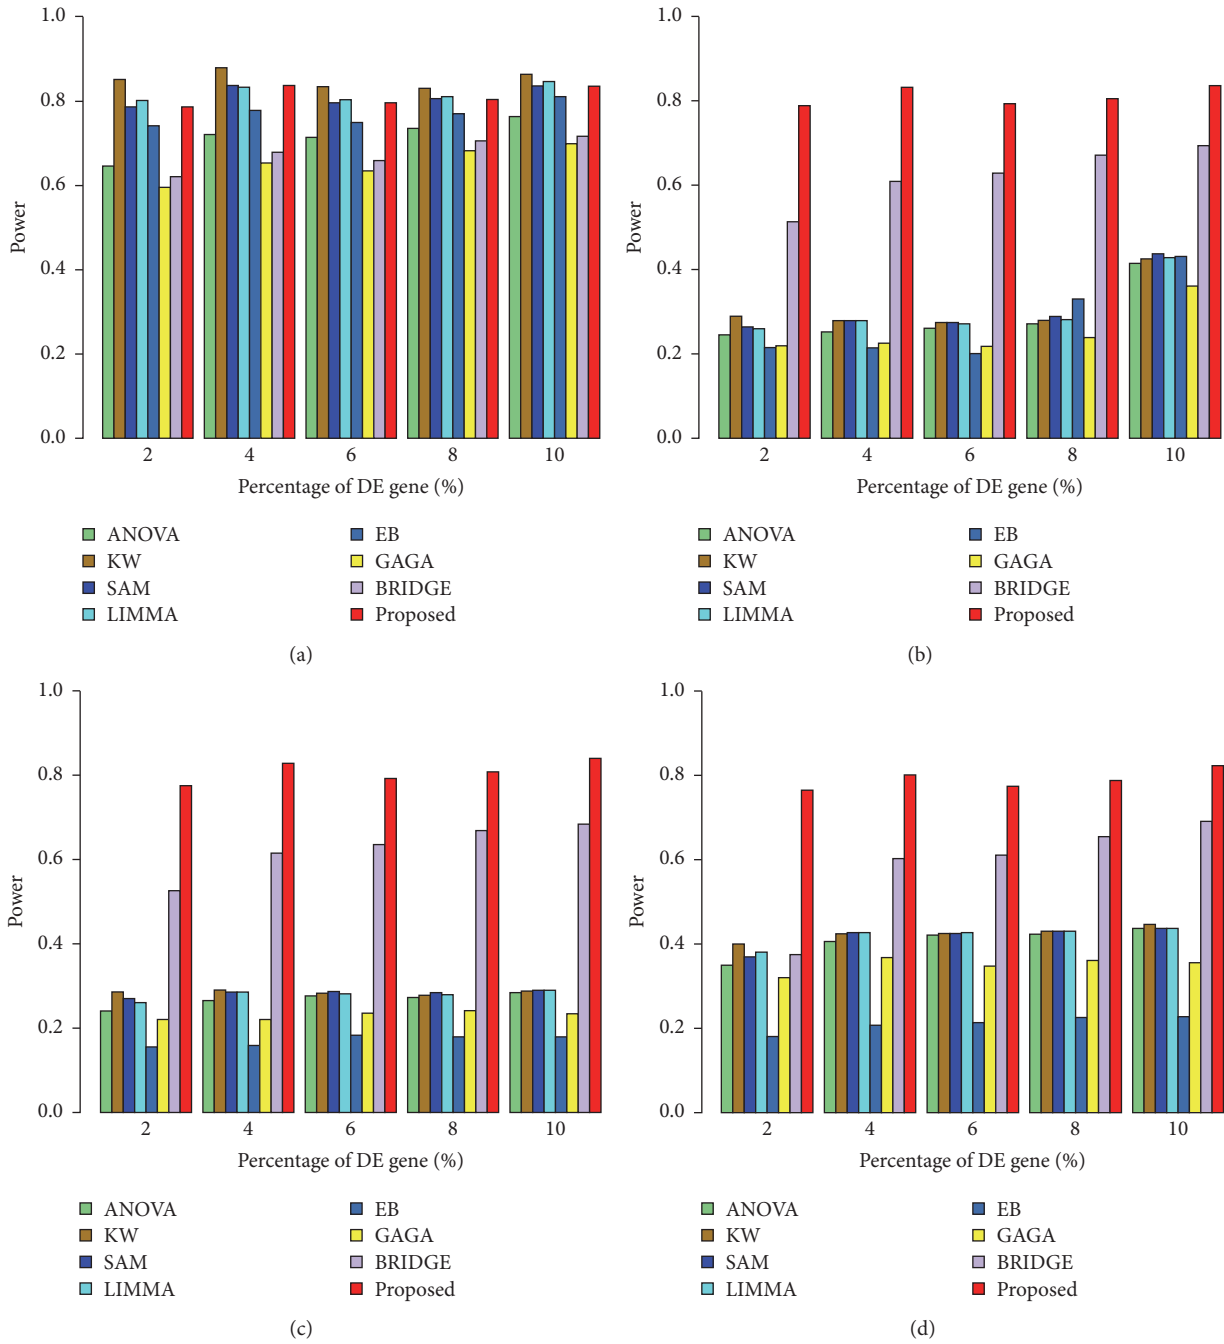 1.0
0.8
0.6
0.4
0.2
0.0
Power
2 4 6 8 10
Percentage of DE gene (%)
ANOVA
KW
SAM
LIMMA
EB
GAGA
BRIDGE
Proposed
(a)
1.0
0.8
0.6
0.4
0.2
0.0
Power
2 4 6 8 10
Percentage of DE gene (%)
ANOVA
KW
SAM
LIMMA
EB
GAGA
BRIDGE
Proposed
(b)
1.0
0.8
0.6
0.4
0.2
0.0
Power
2 4 6 8 10
Percentage of DE gene (%)
ANOVA
KW
SAM
LIMMA
EB
GAGA
BRIDGE
Proposed
(c)
1.0
0.8
0.6
0.4
0.2
0.0
Power
2 4 6 8 10
Percentage of DE gene (%)
ANOVA
KW
SAM
LIMMA
EB
GAGA
BRIDGE
Proposed
(d)